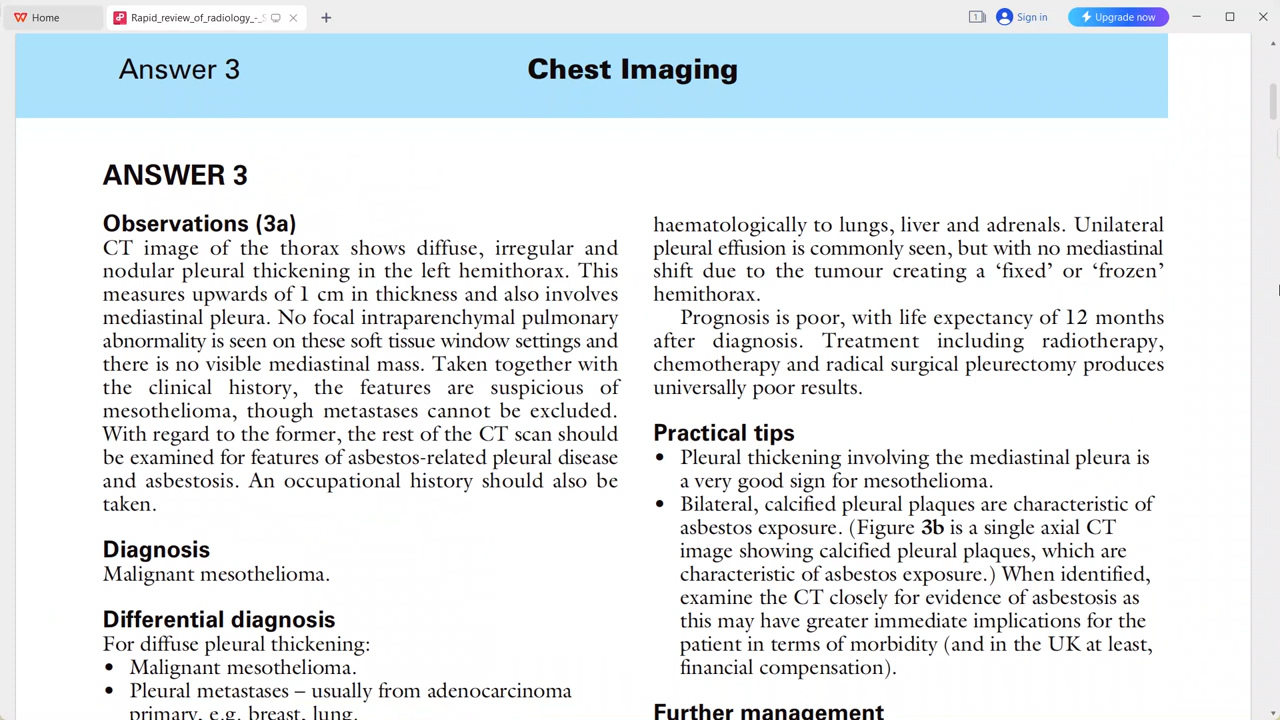 Home
Rapid_review_of_radiology_-_S
1
Sign in
Upgrade now
Answer 3
Chest Imaging
ANSWER 3
Observations (3a)
CT image of the thorax shows diffuse, irregular and
nodular pleural thickening in the left hemithorax. This
measures upwards of 1 cm in thickness and also involves
mediastinal pleura. No focal intraparenchymal pulmonary
abnormality is seen on these soft tissue window settings and
there is no visible mediastinal mass. Taken together with
the clinical history, the features are suspicious of
mesothelioma, though metastases cannot be excluded.
With regard to the former, the rest of the CT scan should
be examined for features of asbestos-related pleural disease
and asbestosis. An occupational history should also be
taken.
Diagnosis
Malignant mesothelioma.
Differential diagnosis
For diffuse pleural thickening:
• Malignant mesothelioma.
• Pleural metastases – usually from adenocarcinoma
primary, e.g. breast, lung.
haematologically to lungs, liver and adrenals. Unilateral
pleural effusion is commonly seen, but with no mediastinal
shift due to the tumour creating a ‘fixed’ or ‘frozen’
hemithorax.
Prognosis is poor, with life expectancy of 12 months
after diagnosis. Treatment including radiotherapy,
chemotherapy and radical surgical pleurectomy produces
universally poor results.
Practical tips
• Pleural thickening involving the mediastinal pleura is
a very good sign for mesothelioma.
• Bilateral, calcified pleural plaques are characteristic of
asbestos exposure. (Figure 3b is a single axial CT
image showing calcified pleural plaques, which are
characteristic of asbestos exposure.) When identified,
examine the CT closely for evidence of asbestosis as
this may have greater immediate implications for the
patient in terms of morbidity (and in the UK at least,
financial compensation).
Further management